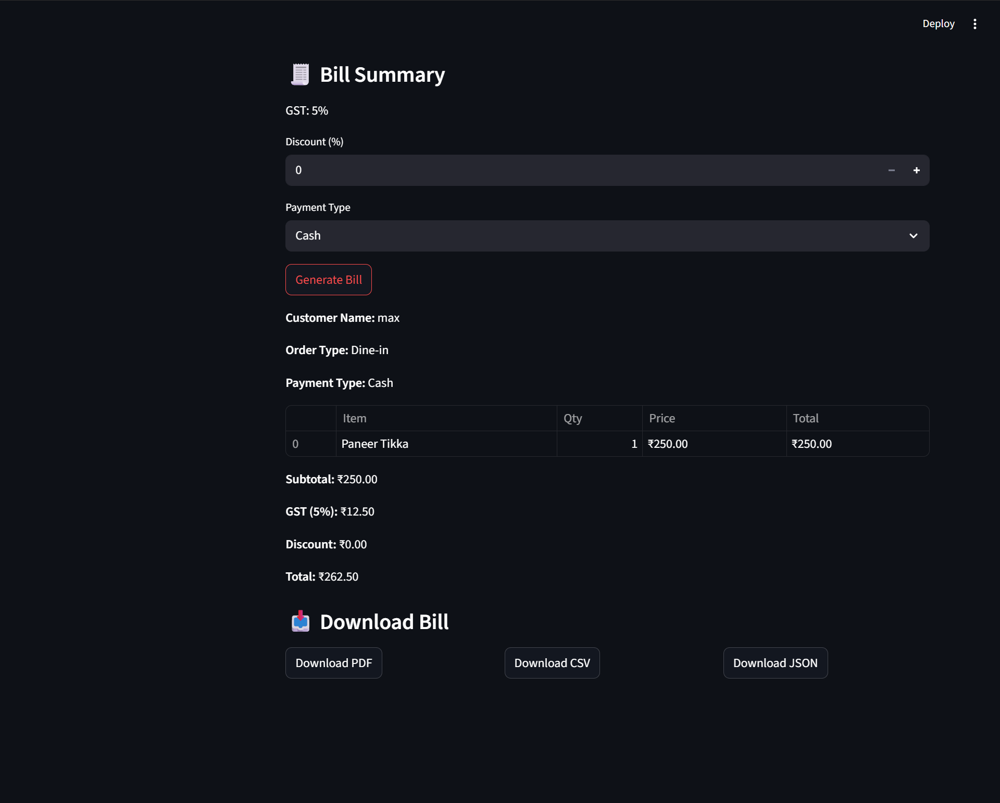 Deploy
Bill Summary
GST: 5%
Discount (%)
0
Payment Type
Cash
Generate Bill
Customer Name: max
Order Type: Dine-in
Payment Type: Cash
Item Qty Price Total
0 Paneer Tikka 1 ₹250.00 ₹250.00
Subtotal: ₹250.00
GST (5%): ₹12.50
Discount: ₹0.00
Total: ₹262.50
Download Bill
Download PDF Download CSV Download JSON